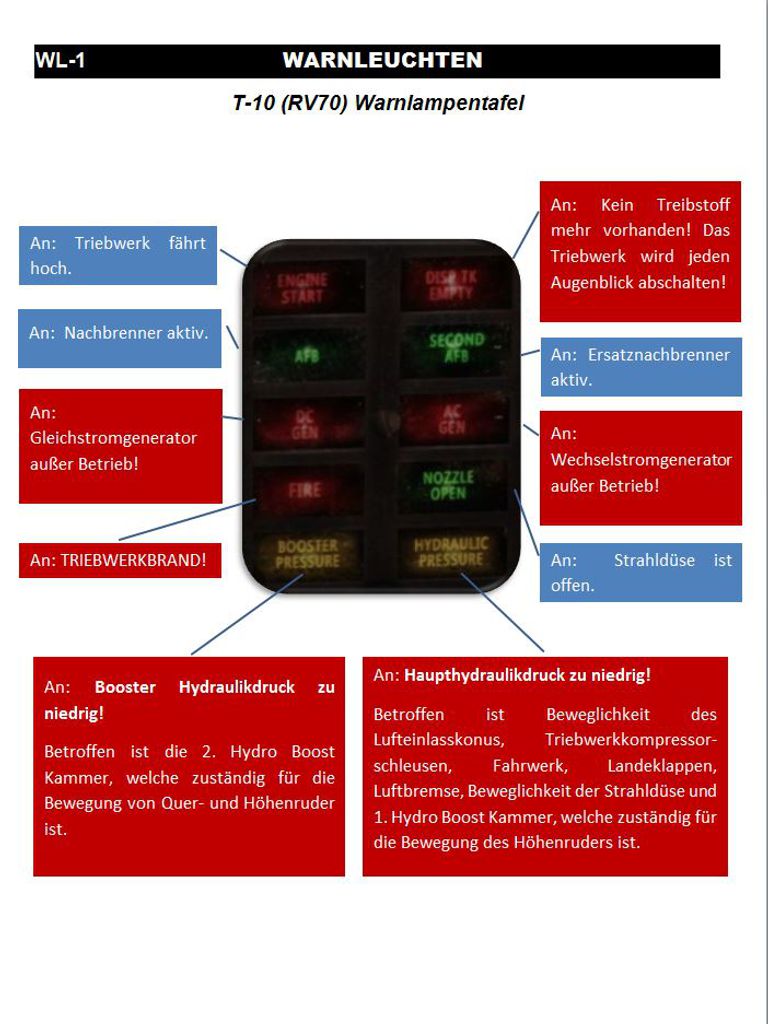 WL-1 WARNLEUCHTEN
T-10 (RV70) Warnlampentafel
An: Triebwerk fährt
hoch.
An: Nachbrenner aktiv.
An:
Gleichstromgenerator
außer Betrieb!
An: TRIEBWERKBRAND!
ENGINE
START
DISP.TK
EMPTY
AFB
SECOND
AFB
DC
GEN
AC
GEN
FIRE
NOZZLE
OPEN
BOOSTER
PRESSURE
HYDRAULIC
PRESSURE
An: Kein Treibstoff
mehr vorhanden! Das
Triebwerk wird jeden
Augenblick abschalten!
An: Ersatznachbrenner
aktiv.
An:
Wechselstromgenerator
außer Betrieb!
An: Strahldüse ist
offen.
An: Booster Hydraulikdruck zu
niedrig!
Betroffen ist die 2. Hydro Boost
Kammer, welche zuständig für die
Bewegung von Quer- und Höhenruder
ist.
An: Haupthydraulikdruck zu niedrig!
Betroffen ist Beweglichkeit des
Lufteinlasskonus, Triebwerkkompressor-
schleusen, Fahrwerk, Landeklappen,
Luftbremse, Beweglichkeit der Strahldüse und
1. Hydro Boost Kammer, welche zuständig für
die Bewegung des Höhenruders ist.